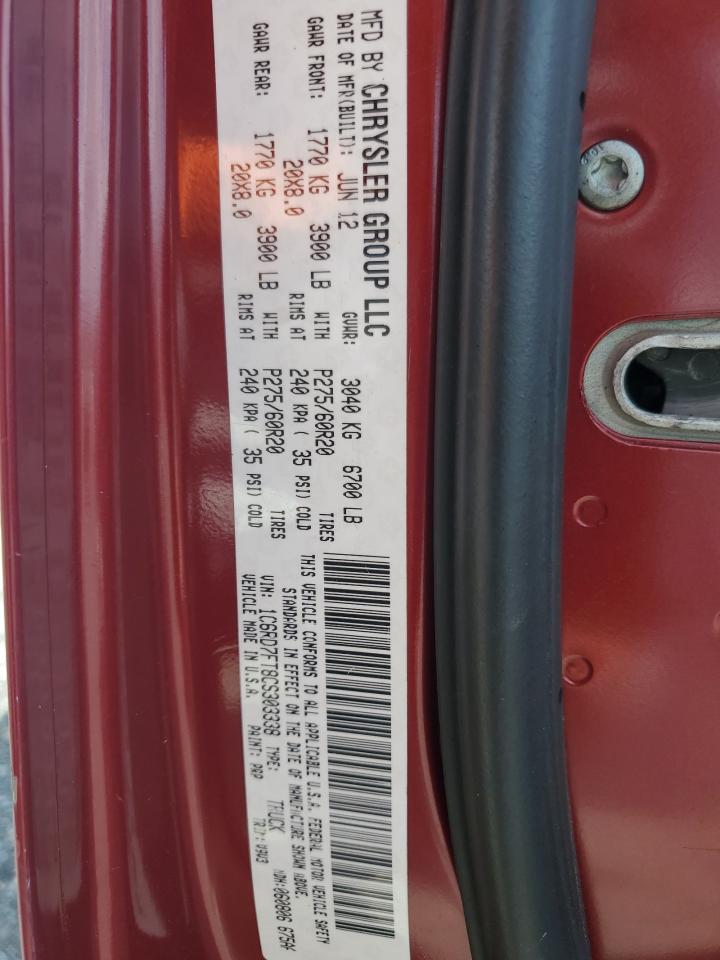 MFD BY CHRYSLER GROUP LLC
DATE OF MFR(BUILT): JUN 12 GVWR: 3040 KG 6700 LB
GAWR FRONT: 1770 KG 3900 LB WITH P275/60R20 TIRES
20X8.0 RIMS AT 240 KPA ( 35 PSI) COLD
GAWR REAR: 1770 KG 3900 LB WITH P275/60R20 TIRES
20X8.0 RIMS AT 240 KPA ( 35 PSI) COLD
THIS VEHICLE CONFORMS TO ALL APPLICABLE U.S.A. FEDERAL MOTOR VEHICLE SAFETY
STANDARDS IN EFFECT ON THE DATE OF MANUFACTURE SHOWN ABOVE.
VIN: 1C6RD7FT8CS303338 TYPE: TRUCK
VEHICLE MADE IN U.S.A. PAINT: PRP